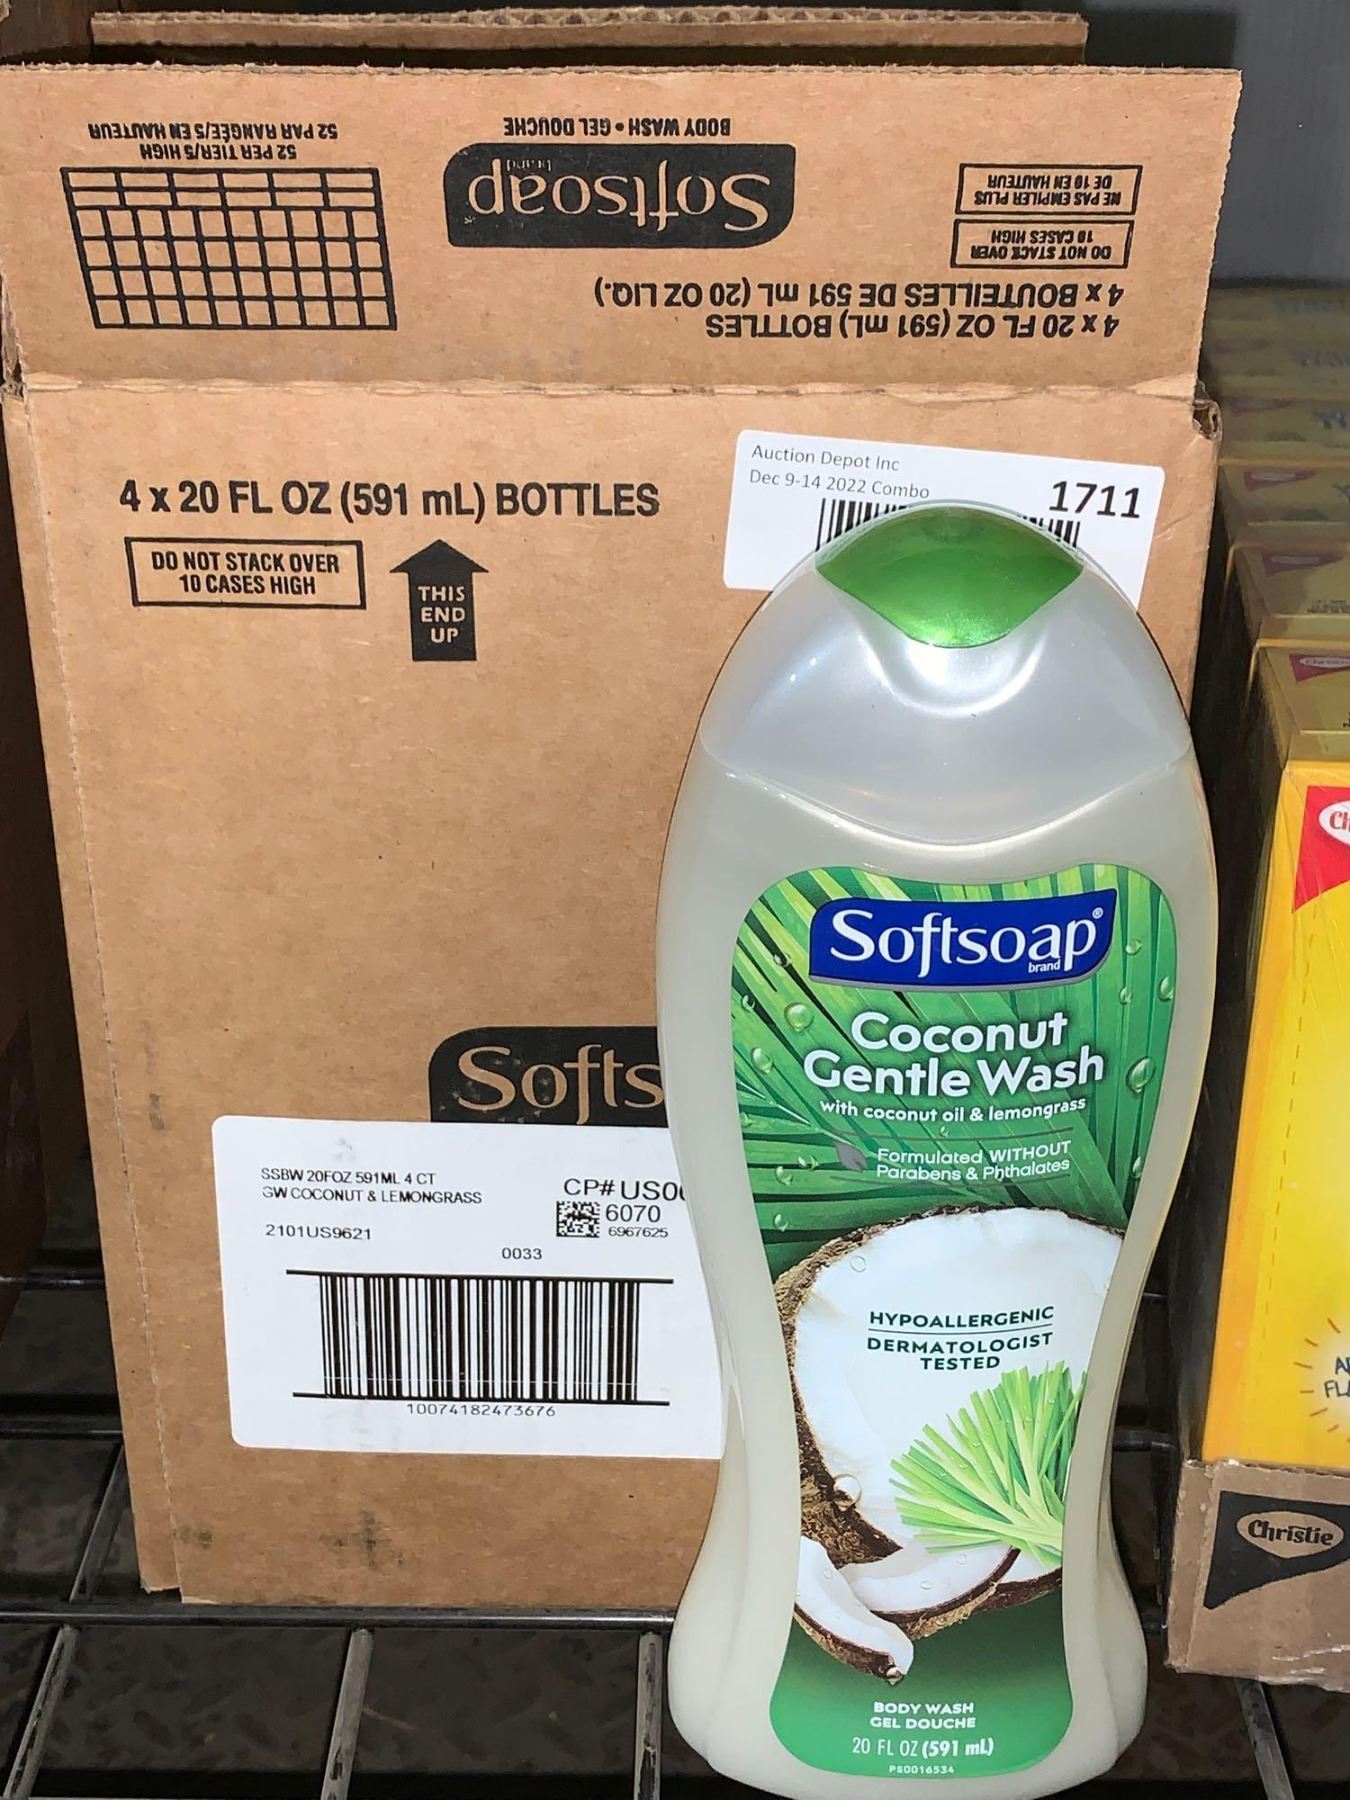 52 PAR RANGÉE/5 EN HAUTEUR
52 PER TIER/5 HIGH
BODY WASH • GEL DOUCHE
Softsoap
brand
NE PAS EMPILER PLUS
DE 10 EN HAUTEUR
DO NOT STACK OVER
10 CASES HIGH
4 x 20 FL OZ (591 mL) BOTTLES
4 x BOUTEILLES DE 591 mL (20 OZ LIQ.)
Auction Depot Inc
Dec 9-14 2022 Combo
1711
4 x 20 FL OZ (591 mL) BOTTLES
DO NOT STACK OVER
10 CASES HIGH
THIS
END
UP
Softs
SSBW 20FOZ 591ML 4 CT
GW COCONUT & LEMONGRASS
2101US9621
CP# US0
6070
6967625
0033
10074182473676
Softsoap®
brand
Coconut
Gentle Wash
with coconut oil & lemongrass
Formulated WITHOUT
Parabens & Phthalates
HYPOALLERGENIC
DERMATOLOGIST
TESTED
BODY WASH
GEL DOUCHE
20 FL OZ (591 mL)
PS0016534
Christie